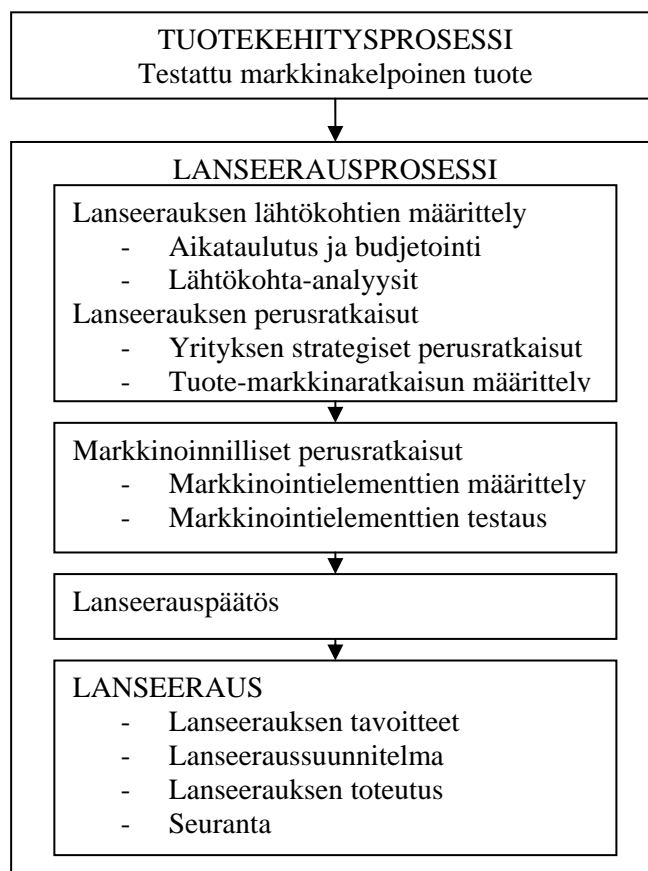 TUOTEKEHITYSPROSESSI
Testattu markkinakelpoinen tuote
LANSEERAUSPROSESSI
Lanseerauksen lähtökohtien määrittely
- Aikataulutus ja budjetointi
- Lähtökohta-analyysit
Lanseerauksen perusratkaisut
- Yrityksen strategiset perusratkaisut
- Tuote-markkinaratkaisun määrittely
Markkinoinnilliset perusratkaisut
- Markkinointielementtien määrittely
- Markkinointielementtien testaus
Lanseerauspäätös
LANSEERAUS
- Lanseerauksen tavoitteet
- Lanseeraussuunnitelma
- Lanseerauksen toteutus
- Seuranta